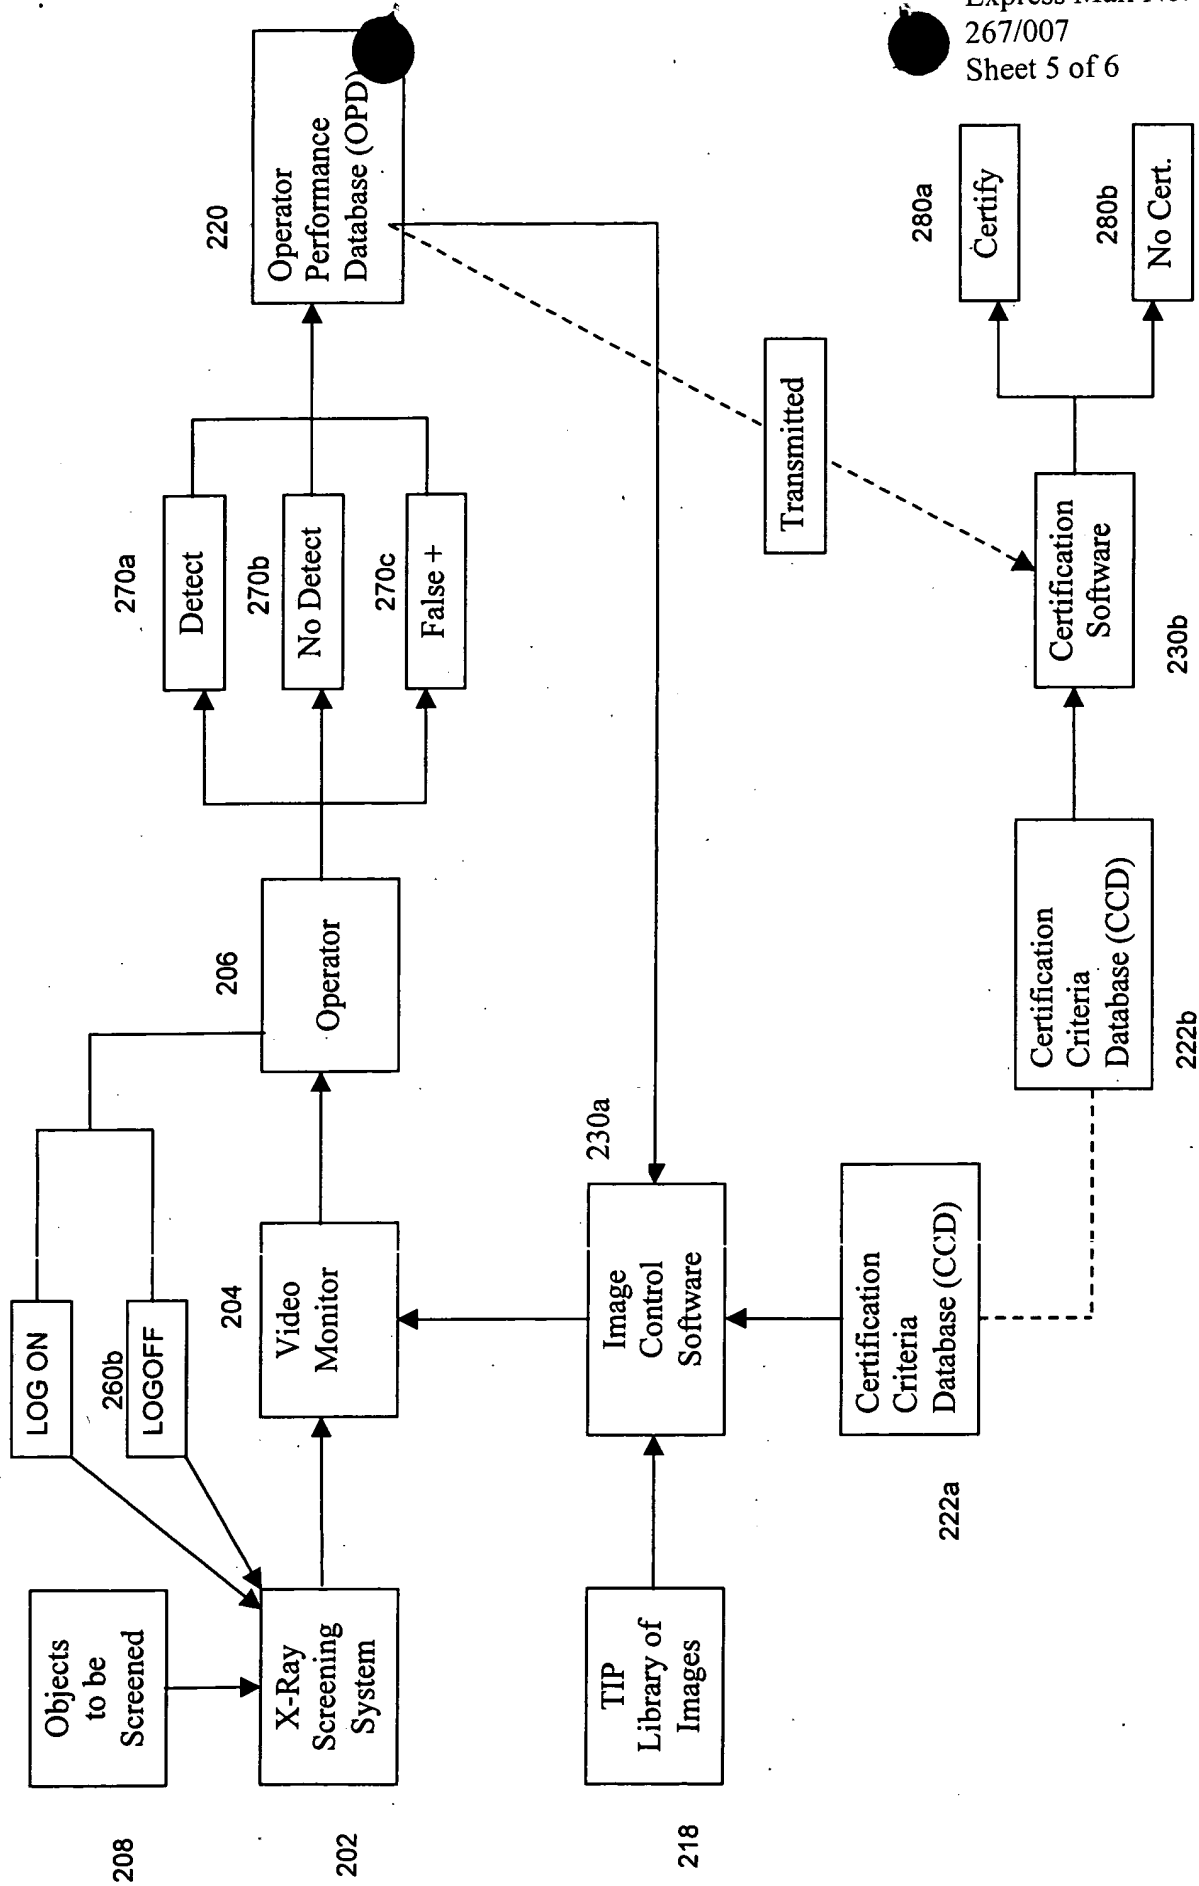 267/007
Sheet 5 of 6
208
Objects
to be
Screened
LOG ON
260b
LOGOFF
202
X-Ray
Screening
System
204
Video
Monitor
206
Operator
270a
Detect
270b
No Detect
270c
False +
220
Operator
Performance
Database (OPD)
218
TIP
Library of
Images
230a
Image
Control
Software
Transmitted
222a
Certification
Criteria
Database (CCD)
222b
Certification
Criteria
Database (CCD)
230b
Certification
Software
280a
Certify
280b
No Cert.